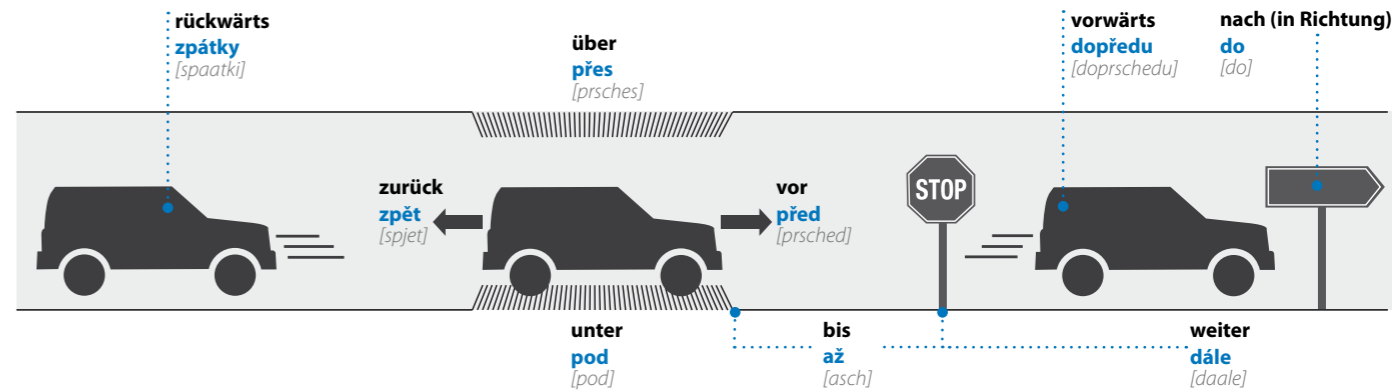 rückwärts
zpátky
[spaatki]
über
přes
[prsches]
vorwärts
dopředu
[doprschedu]
nach (in Richtung)
do
[do]
zurück
zpět
[spjet]
vor
před
[prsched]
STOP
unter
pod
[pod]
bis
až
[asch]
weiter
dále
[daale]